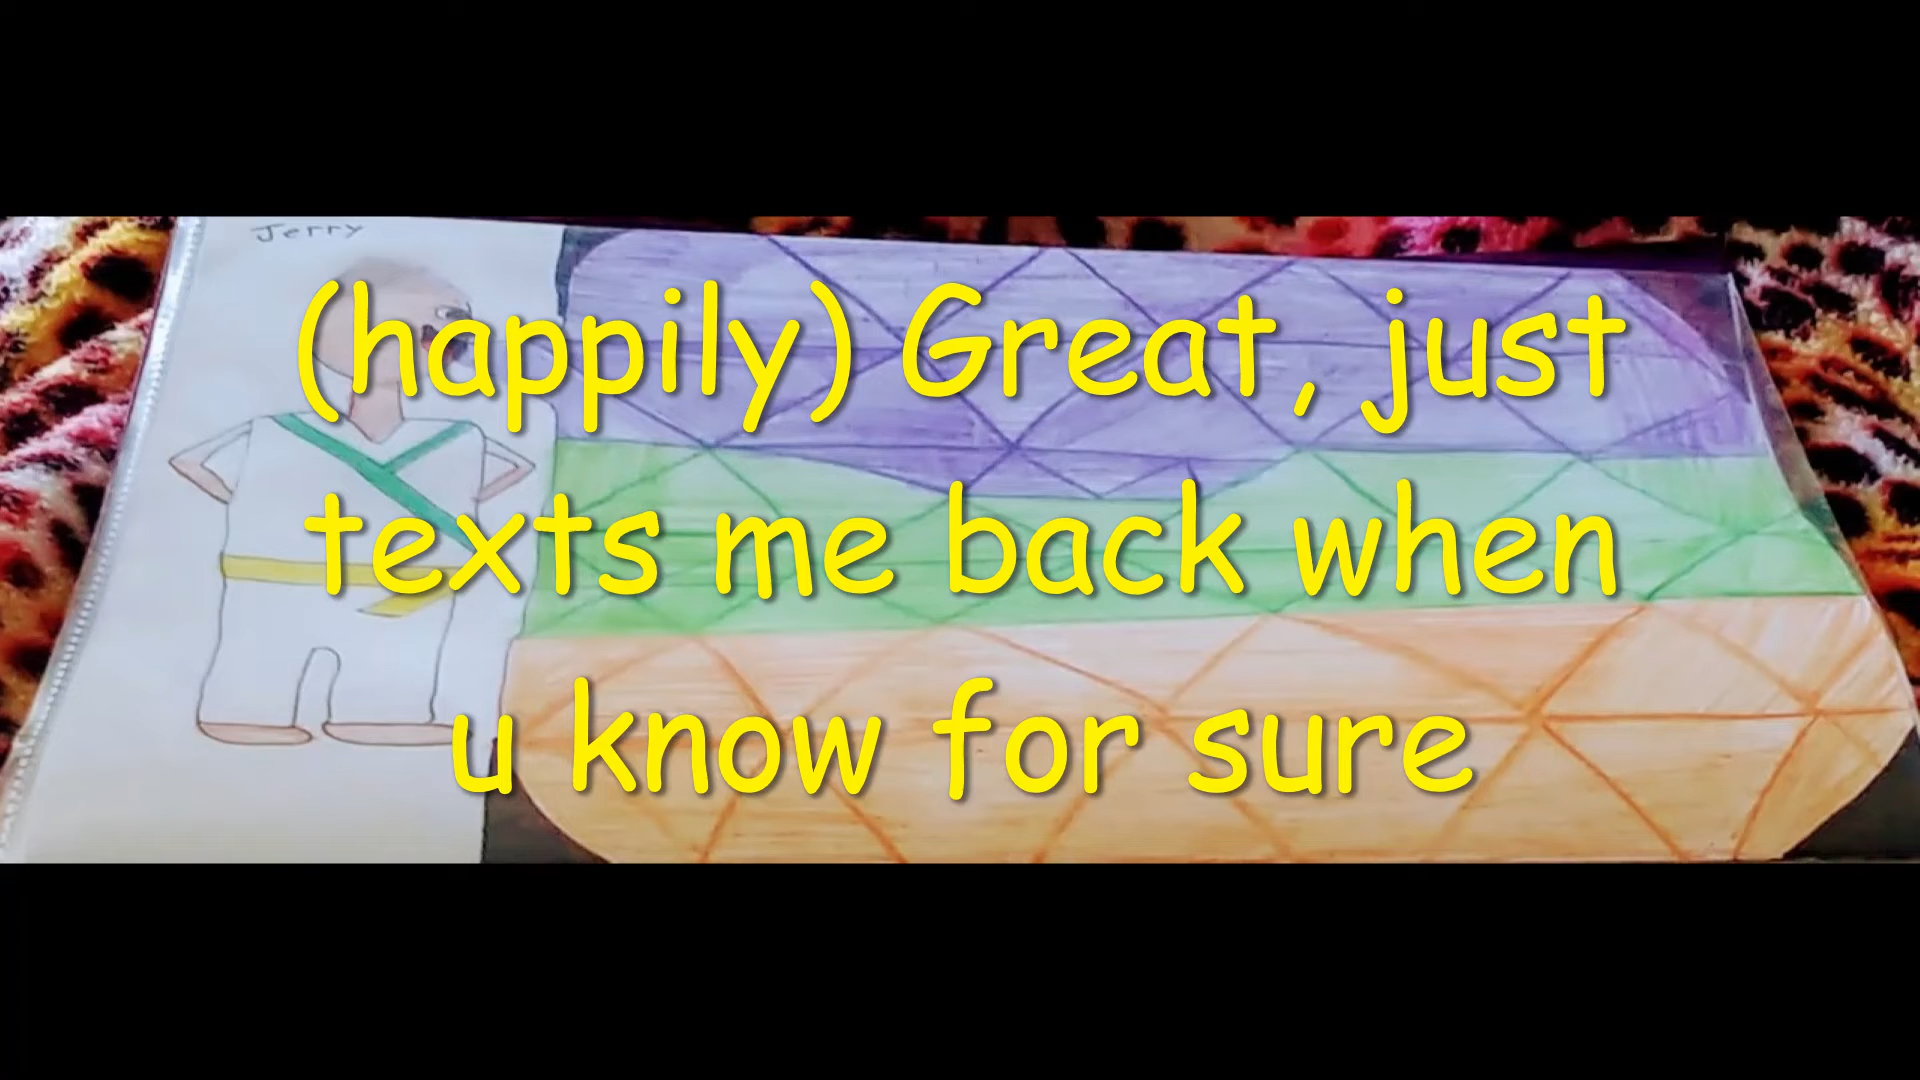 Jerry
(happily) Great, just
texts me back when
u know for sure